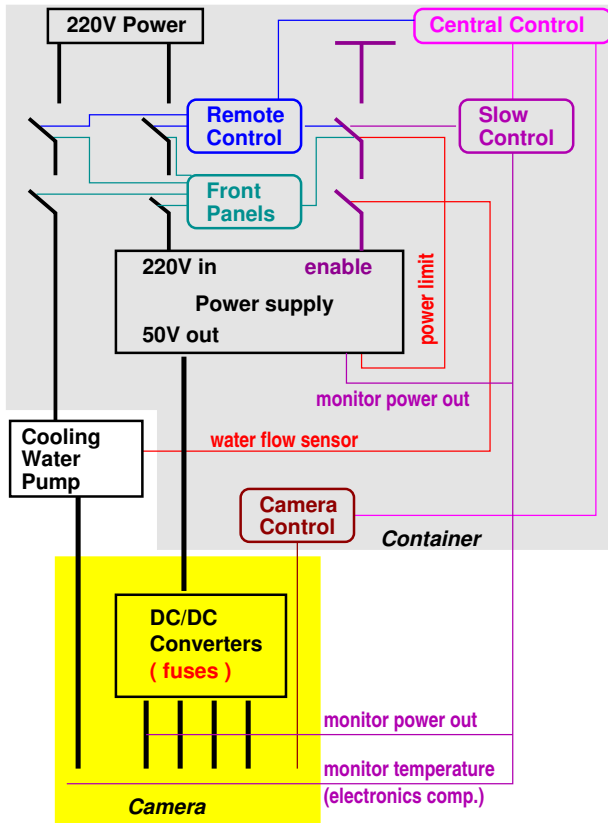 220V Power
Central Control
Remote
Control
Slow
Control
Front
Panels
220V in
enable
Power supply
50V out
power limit
monitor power out
Cooling
Water
Pump
water flow sensor
Camera
Control
Container
DC/DC
Converters
( fuses )
monitor power out
monitor temperature
(electronics comp.)
Camera